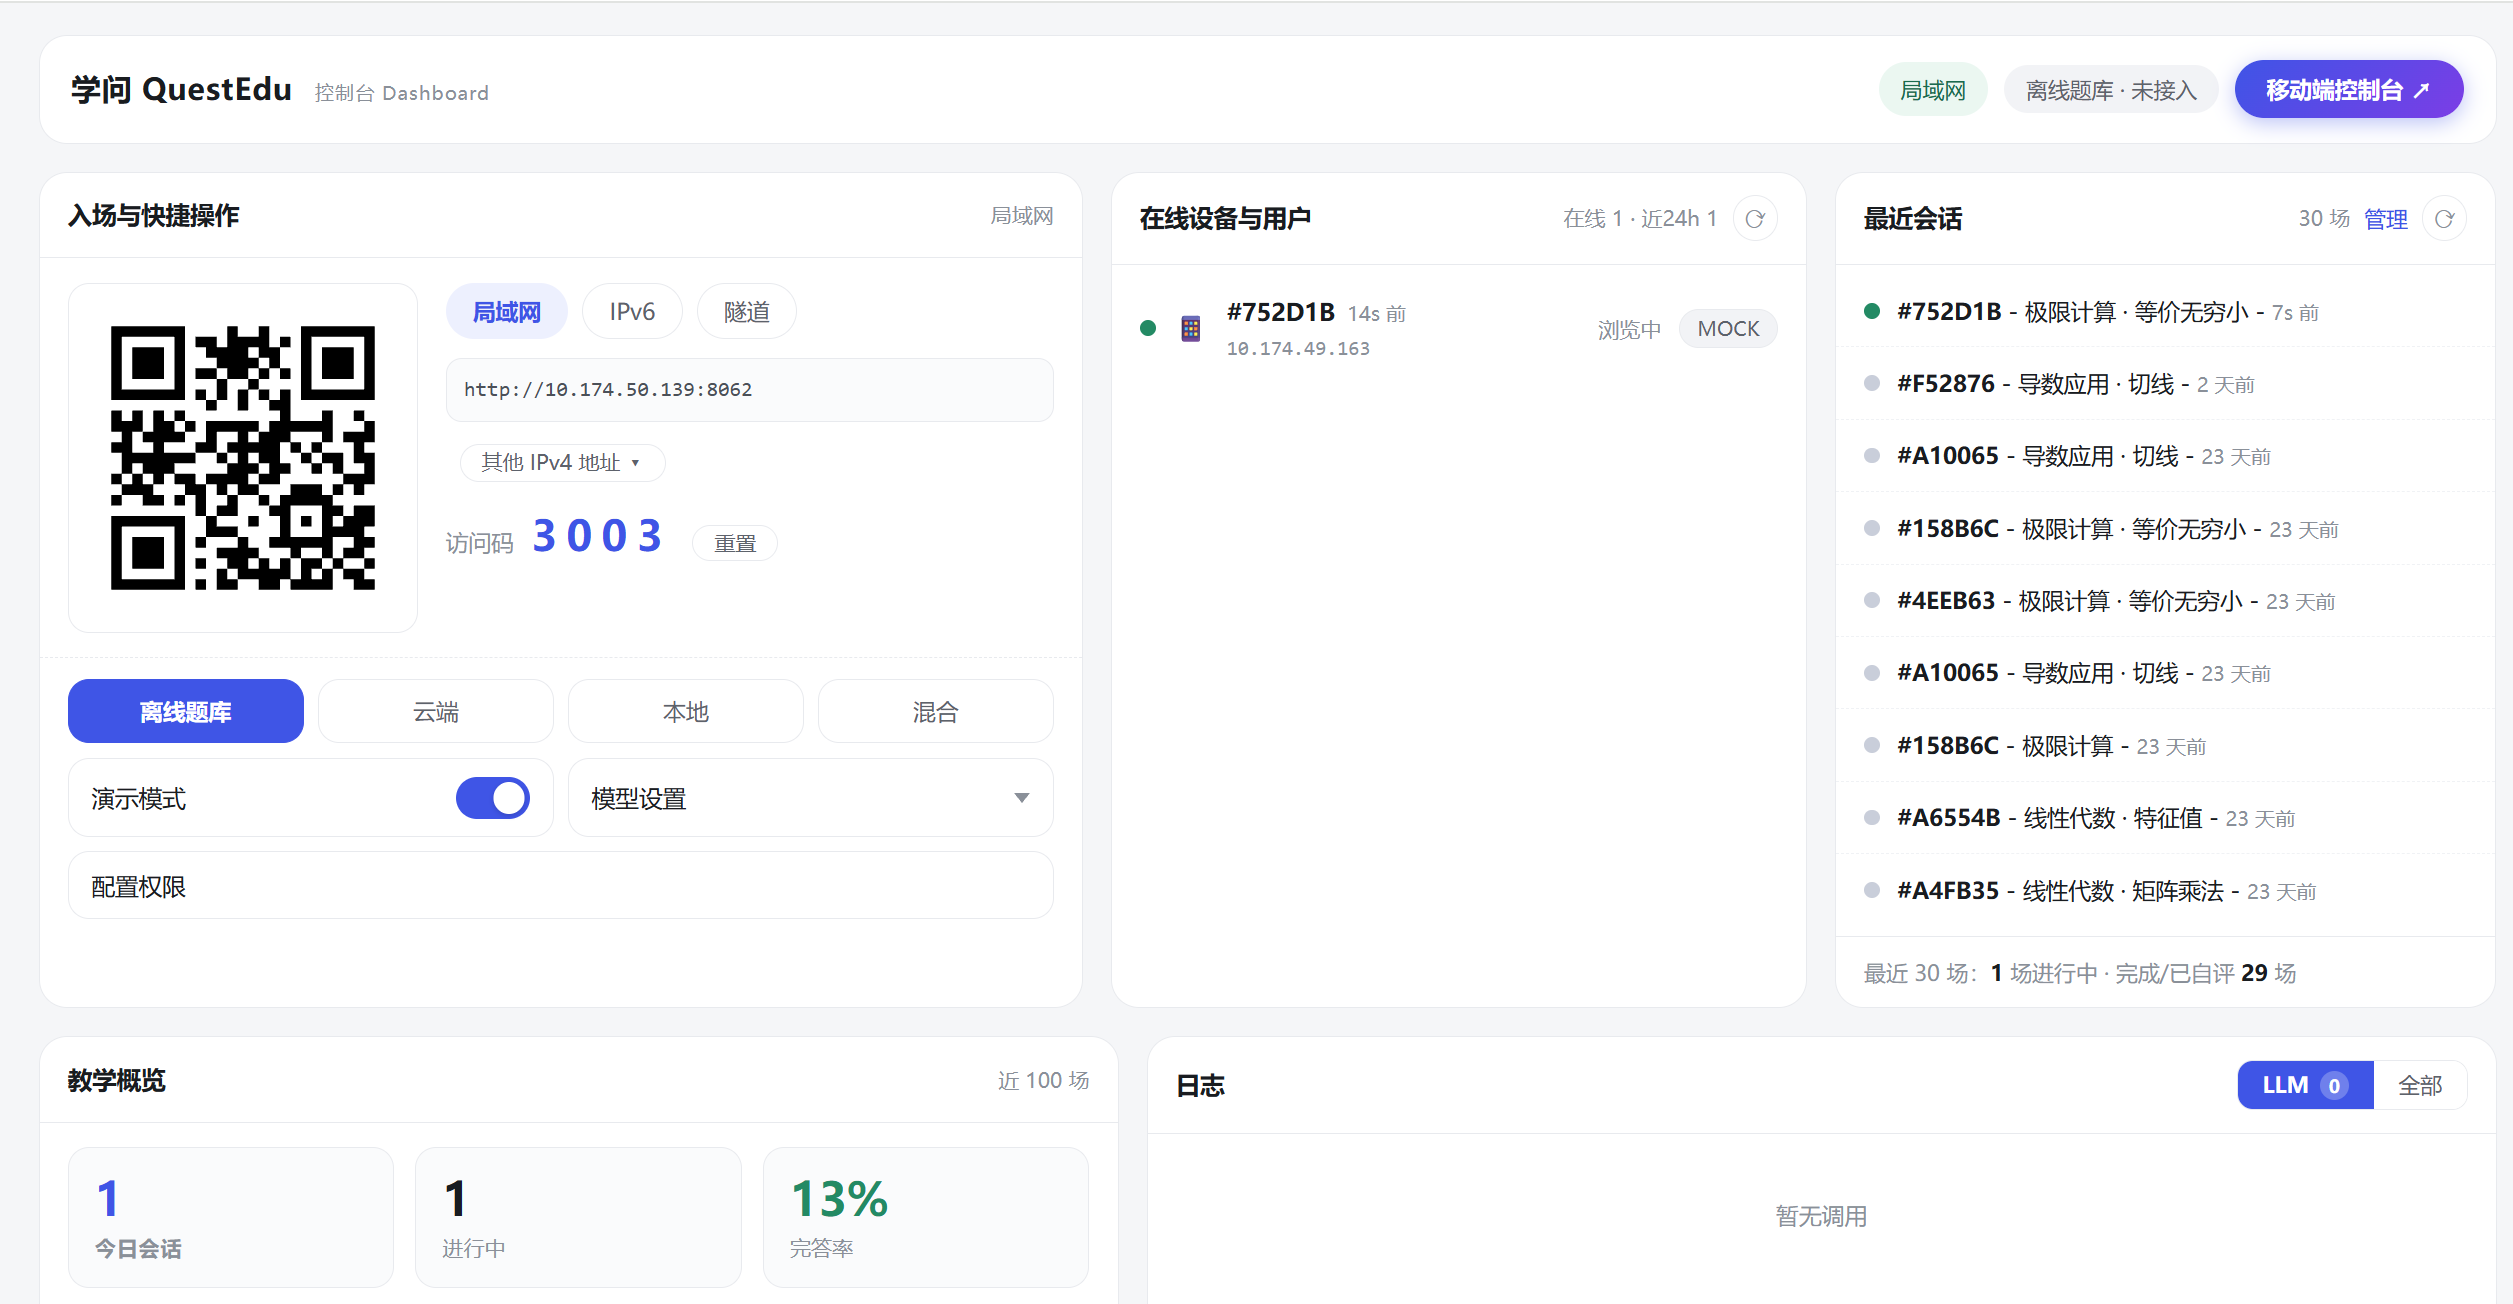 学问 QuestEdu 控制台 Dashboard
局域网
离线题库 · 未接入
移动端控制台 ↗
入场与快捷操作
局域网
局域网
IPv6
隧道
http://10.174.50.139:8062
其他 IPv4 地址 ▾
访问码 3003 重置
离线题库
云端
本地
混合
演示模式
模型设置
配置权限
在线设备与用户
在线 1 · 近24h 1
#752D1B 14s 前
10.174.49.163
浏览中
MOCK
最近会话
30 场 管理
#752D1B - 极限计算 · 等价无穷小 - 7s 前
#F52876 - 导数应用 · 切线 - 2 天前
#A10065 - 导数应用 · 切线 - 23 天前
#158B6C - 极限计算 · 等价无穷小 - 23 天前
#4EEB63 - 极限计算 · 等价无穷小 - 23 天前
#A10065 - 导数应用 · 切线 - 23 天前
#158B6C - 极限计算 - 23 天前
#A6554B - 线性代数 · 特征值 - 23 天前
#A4FB35 - 线性代数 · 矩阵乘法 - 23 天前
最近 30 场：1 场进行中 · 完成/已自评 29 场
教学概览
近 100 场
1
今日会话
1
进行中
13%
完答率
日志
LLM 0
全部
暂无调用